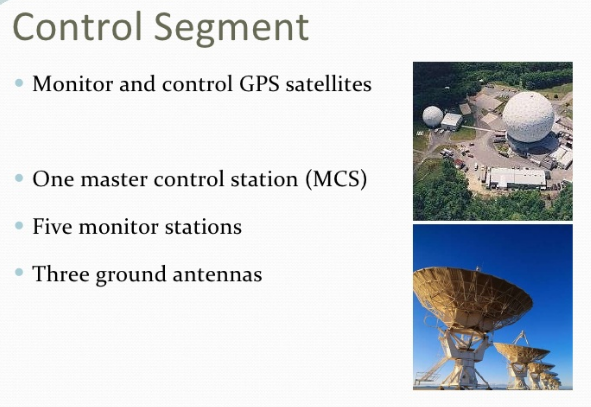 Control Segment
Monitor and control GPS satellites
One master control station (MCS)
Five monitor stations
Three ground antennas